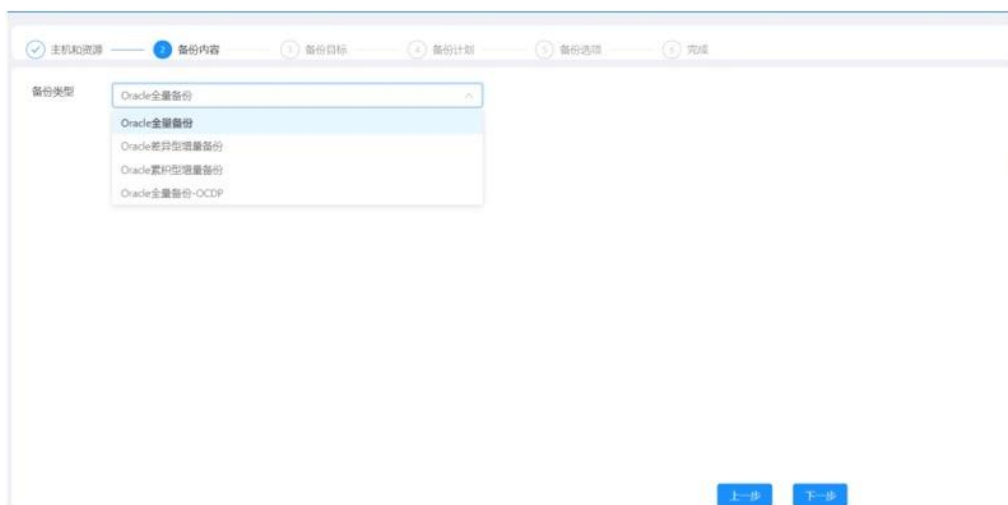 主机和资源 2 备份内容 3 备份目标 4 备份计划 5 备份选项 6 完成
备份类型 Oracle全量备份
Oracle全量备份
Oracle差异型增量备份
Oracle累积型增量备份
Oracle全量备份-OCDP
上一步 下一步